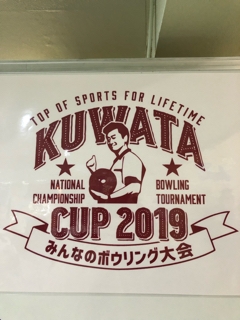 TOP OF SPORTS FOR LIFETIME
KUWATA
NATIONAL CHAMPIONSHIP
BOWLING TOURNAMENT
CUP 2019
みんなのボウリング大会